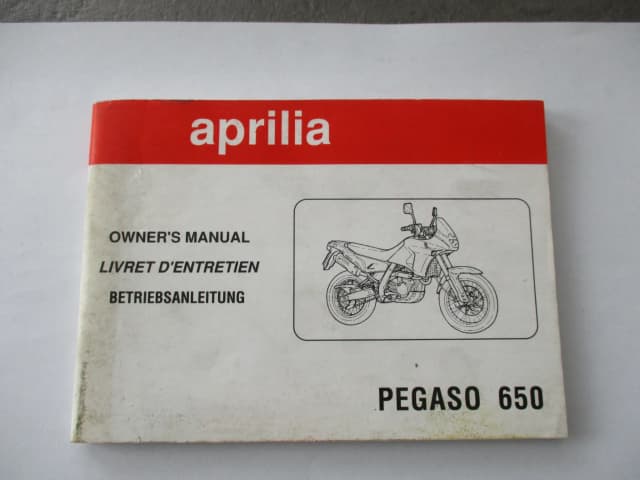 aprilia
OWNER'S MANUAL
LIVRET D'ENTRETIEN
BETRIEBSANLEITUNG
PEGASO 650